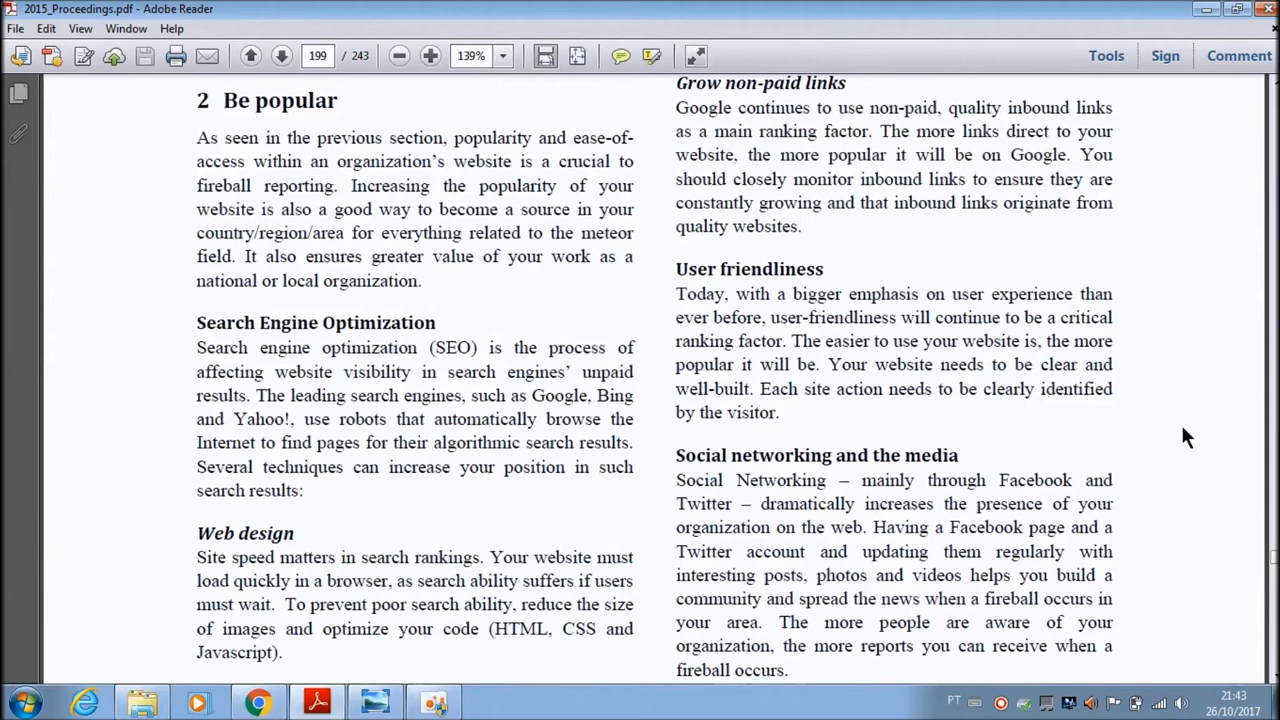 2015_Proceedings.pdf - Adobe Reader
File Edit View Window Help
199 / 243 139% Tools Sign Comment
2 Be popular
As seen in the previous section, popularity and ease-of-
access within an organization's website is a crucial to
fireball reporting. Increasing the popularity of your
website is also a good way to become a source in your
country/region/area for everything related to the meteor
field. It also ensures greater value of your work as a
national or local organization.
Search Engine Optimization
Search engine optimization (SEO) is the process of
affecting website visibility in search engines' unpaid
results. The leading search engines, such as Google, Bing
and Yahoo!, use robots that automatically browse the
Internet to find pages for their algorithmic search results.
Several techniques can increase your position in such
search results:
Web design
Site speed matters in search rankings. Your website must
load quickly in a browser, as search ability suffers if users
must wait. To prevent poor search ability, reduce the size
of images and optimize your code (HTML, CSS and
Javascript).
Grow non-paid links
Google continues to use non-paid, quality inbound links
as a main ranking factor. The more links direct to your
website, the more popular it will be on Google. You
should closely monitor inbound links to ensure they are
constantly growing and that inbound links originate from
quality websites.
User friendliness
Today, with a bigger emphasis on user experience than
ever before, user-friendliness will continue to be a critical
ranking factor. The easier to use your website is, the more
popular it will be. Your website needs to be clear and
well-built. Each site action needs to be clearly identified
by the visitor.
Social networking and the media
Social Networking – mainly through Facebook and
Twitter – dramatically increases the presence of your
organization on the web. Having a Facebook page and a
Twitter account and updating them regularly with
interesting posts, photos and videos helps you build a
community and spread the news when a fireball occurs in
your area. The more people are aware of your
organization, the more reports you can receive when a
fireball occurs.
PT 21:43
26/10/2017